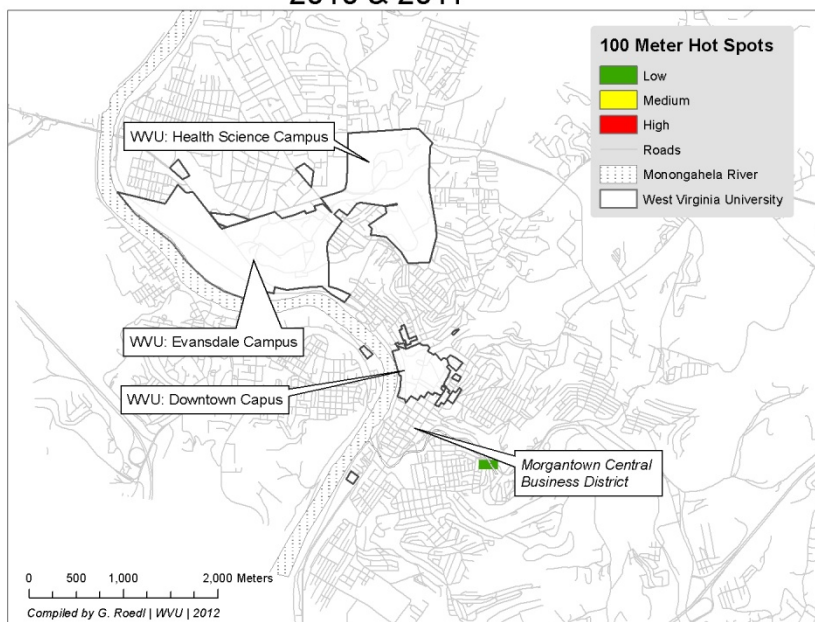 100 Meter Hot Spots
Low
Medium
High
Roads
Monongahela River
West Virginia University
WVU: Health Science Campus
WVU: Evansdale Campus
WVU: Downtown Capus
Morgantown Central
Business District
0 500 1,000 2,000 Meters
Compiled by G. Roedl | WVU | 2012